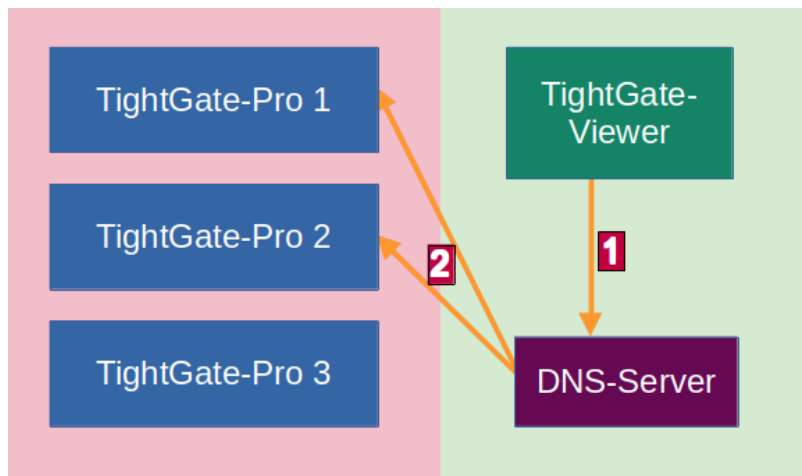 TightGate-Pro 1
TightGate-
Viewer
TightGate-Pro 2
2
1
TightGate-Pro 3
DNS-Server